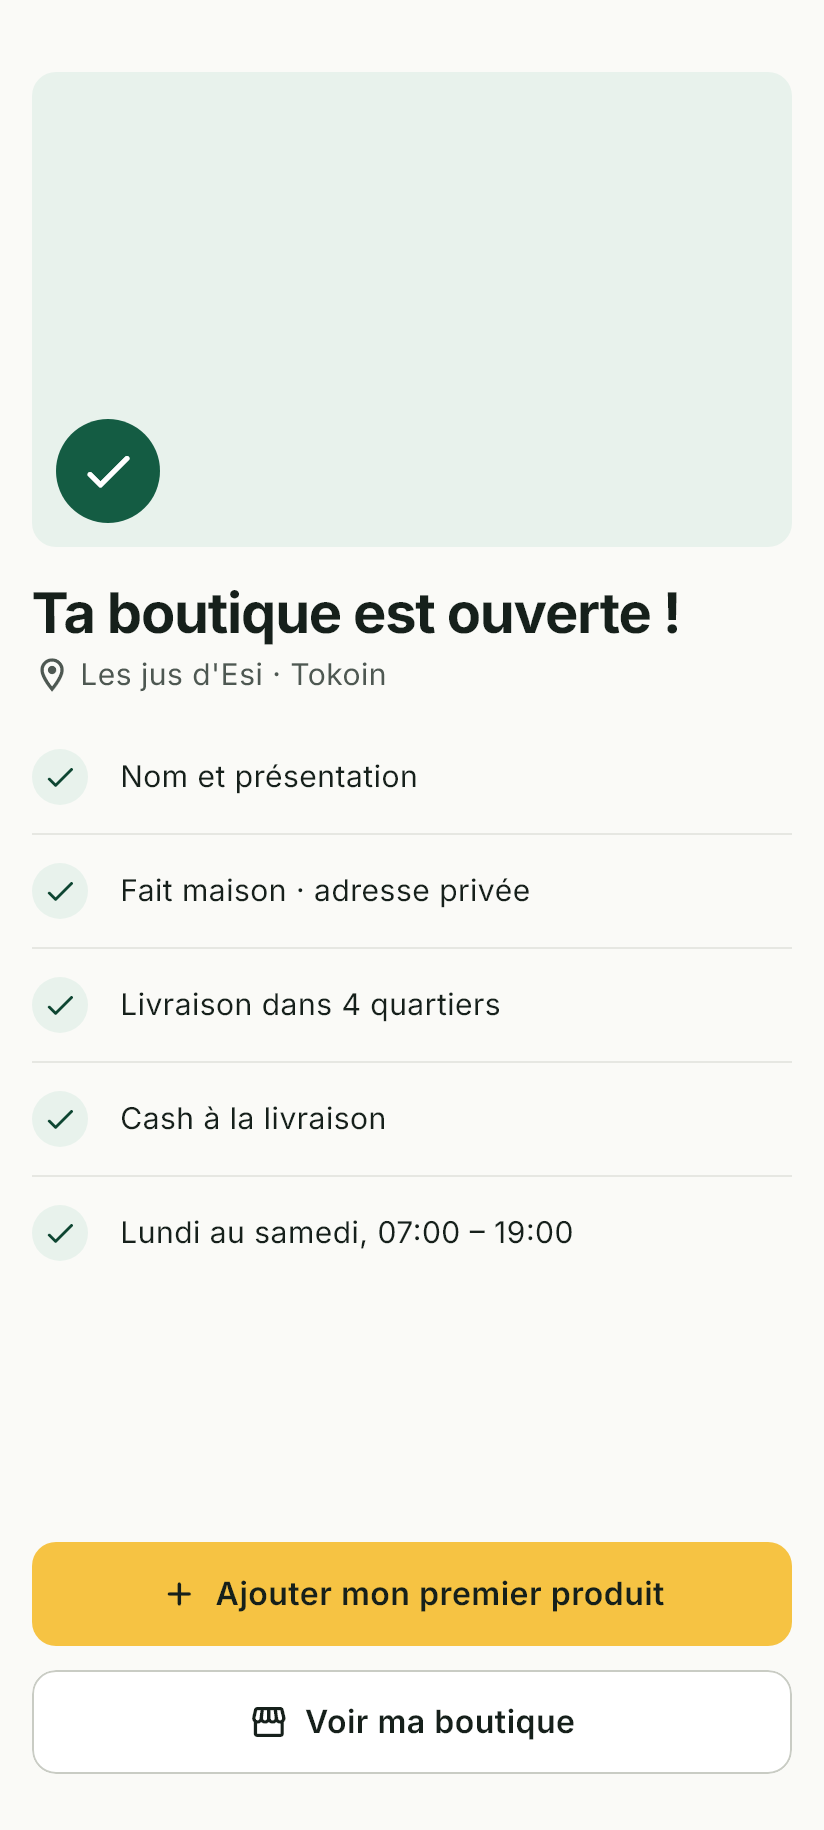 Ta boutique est ouverte !
Les jus d'Esi · Tokoin
Nom et présentation
Fait maison · adresse privée
Livraison dans 4 quartiers
Cash à la livraison
Lundi au samedi, 07:00 – 19:00
Ajouter mon premier produit
Voir ma boutique